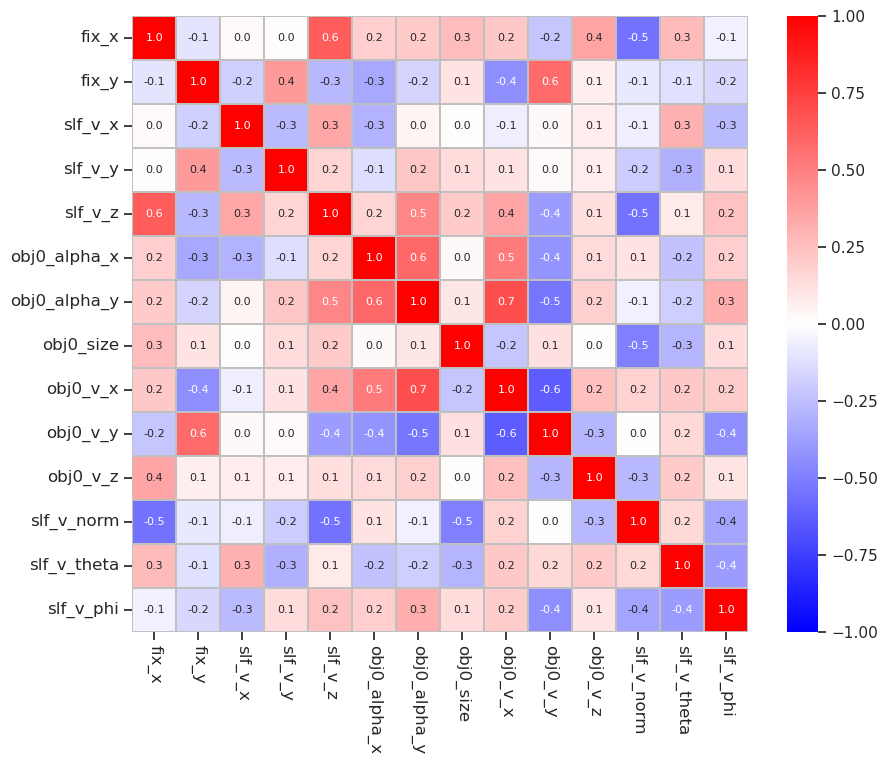 fix_x 1.0 -0.1 0.0 0.0 0.6 0.2 0.2 0.3 0.2 -0.2 0.4 -0.5 0.3 -0.1
fix_y -0.1 1.0 -0.2 0.4 -0.3 -0.3 -0.2 0.1 -0.4 0.6 0.1 -0.1 -0.1 -0.2
slf_v_x 0.0 -0.2 1.0 -0.3 0.3 -0.3 0.0 0.0 -0.1 0.0 0.1 -0.1 0.3 -0.3
slf_v_y 0.0 0.4 -0.3 1.0 0.2 -0.1 0.2 0.1 0.1 0.0 0.1 -0.2 -0.3 0.1
slf_v_z 0.6 -0.3 0.3 0.2 1.0 0.2 0.5 0.2 0.4 -0.4 0.1 -0.5 0.1 0.2
obj0_alpha_x 0.2 -0.3 -0.3 -0.1 0.2 1.0 0.6 0.0 0.5 -0.4 0.1 0.1 -0.2 0.2
obj0_alpha_y 0.2 -0.2 0.0 0.2 0.5 0.6 1.0 0.1 0.7 -0.5 0.2 -0.1 -0.2 0.3
obj0_size 0.3 0.1 0.0 0.1 0.2 0.0 0.1 1.0 -0.2 0.1 0.0 -0.5 -0.3 0.1
obj0_v_x 0.2 -0.4 -0.1 0.1 0.4 0.5 0.7 -0.2 1.0 -0.6 0.2 0.2 0.2 0.2
obj0_v_y -0.2 0.6 0.0 0.0 -0.4 -0.4 -0.5 0.1 -0.6 1.0 -0.3 0.0 0.2 -0.4
obj0_v_z 0.4 0.1 0.1 0.1 0.1 0.1 0.2 0.0 0.2 -0.3 1.0 -0.3 0.2 0.1
slf_v_norm -0.5 -0.1 -0.1 -0.2 -0.5 0.1 -0.1 -0.5 0.2 0.0 -0.3 1.0 0.2 -0.4
slf_v_theta 0.3 -0.1 0.3 -0.3 0.1 -0.2 -0.2 -0.3 0.2 0.2 0.2 0.2 1.0 -0.4
slf_v_phi -0.1 -0.2 -0.3 0.1 0.2 0.2 0.3 0.1 0.2 -0.4 0.1 -0.4 -0.4 1.0
fix_x
fix_y
slf_v_x
slf_v_y
slf_v_z
obj0_alpha_x
obj0_alpha_y
obj0_size
obj0_v_x
obj0_v_y
obj0_v_z
slf_v_norm
slf_v_theta
slf_v_phi
1.00
0.75
0.50
0.25
0.00
−0.25
−0.50
−0.75
−1.00